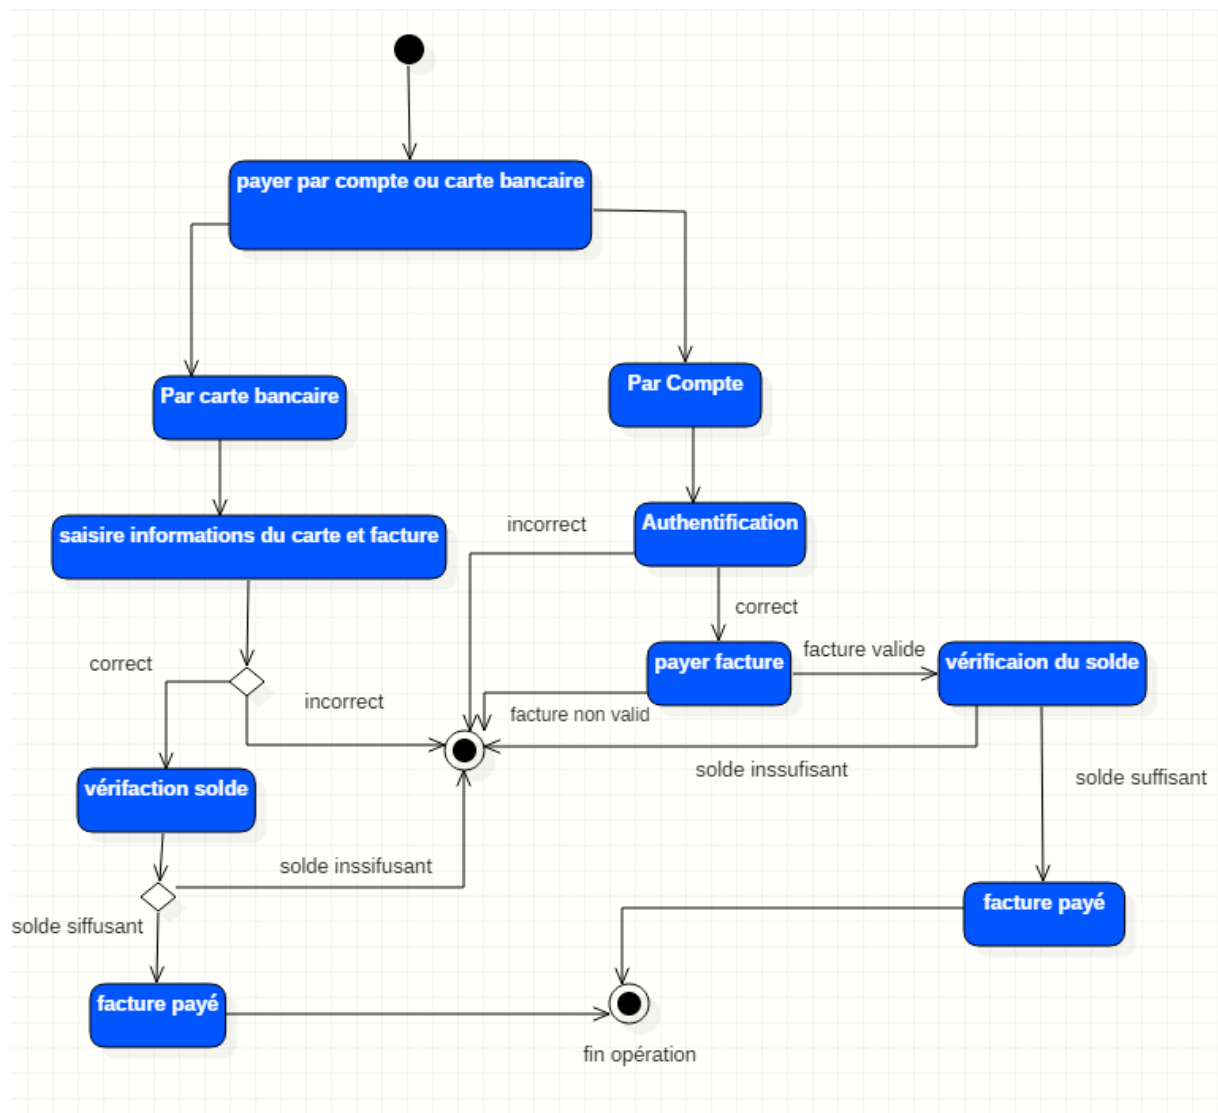 payer par compte ou carte bancaire
Par Compte
Par carte bancaire
Authentification
incorrect
saisire informations du carte et facture
correct
payer facture
facture valide
vérificaion du solde
correct
incorrect
facture non valid
solde inssufisant
solde suffisant
vérifaction solde
solde inssifusant
facture payé
solde siffusant
facture payé
fin opération